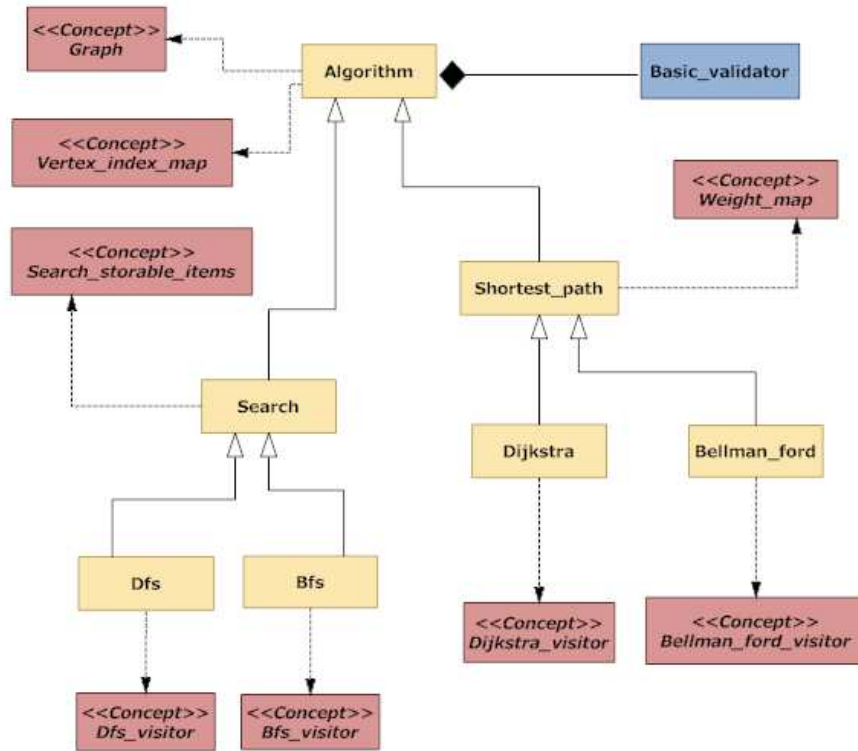 <<Concept>>
Graph
Algorithm
Basic_validator
<<Concept>>
Vertex_index_map
<<Concept>>
Weight_map
<<Concept>>
Search_storable_items
Shortest_path
Search
Dijkstra
Bellman_ford
Dfs
Bfs
<<Concept>>
Dijkstra_visitor
<<Concept>>
Bellman_ford_visitor
<<Concept>>
Dfs_visitor
<<Concept>>
Bfs_visitor